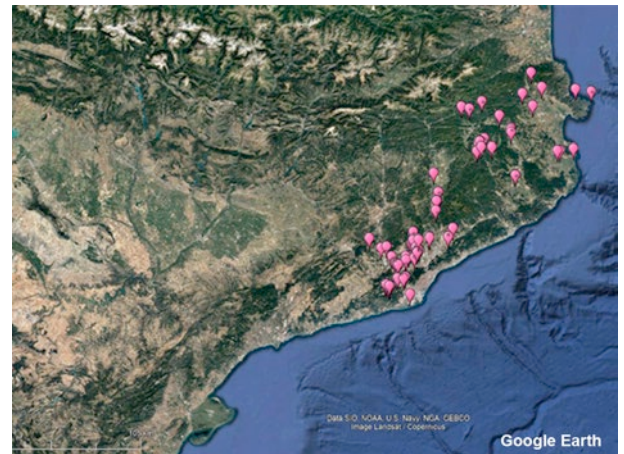 Data SIO, NOAA, U.S. Navy, NGA, GEBCO
Image Landsat / Copernicus
Google Earth